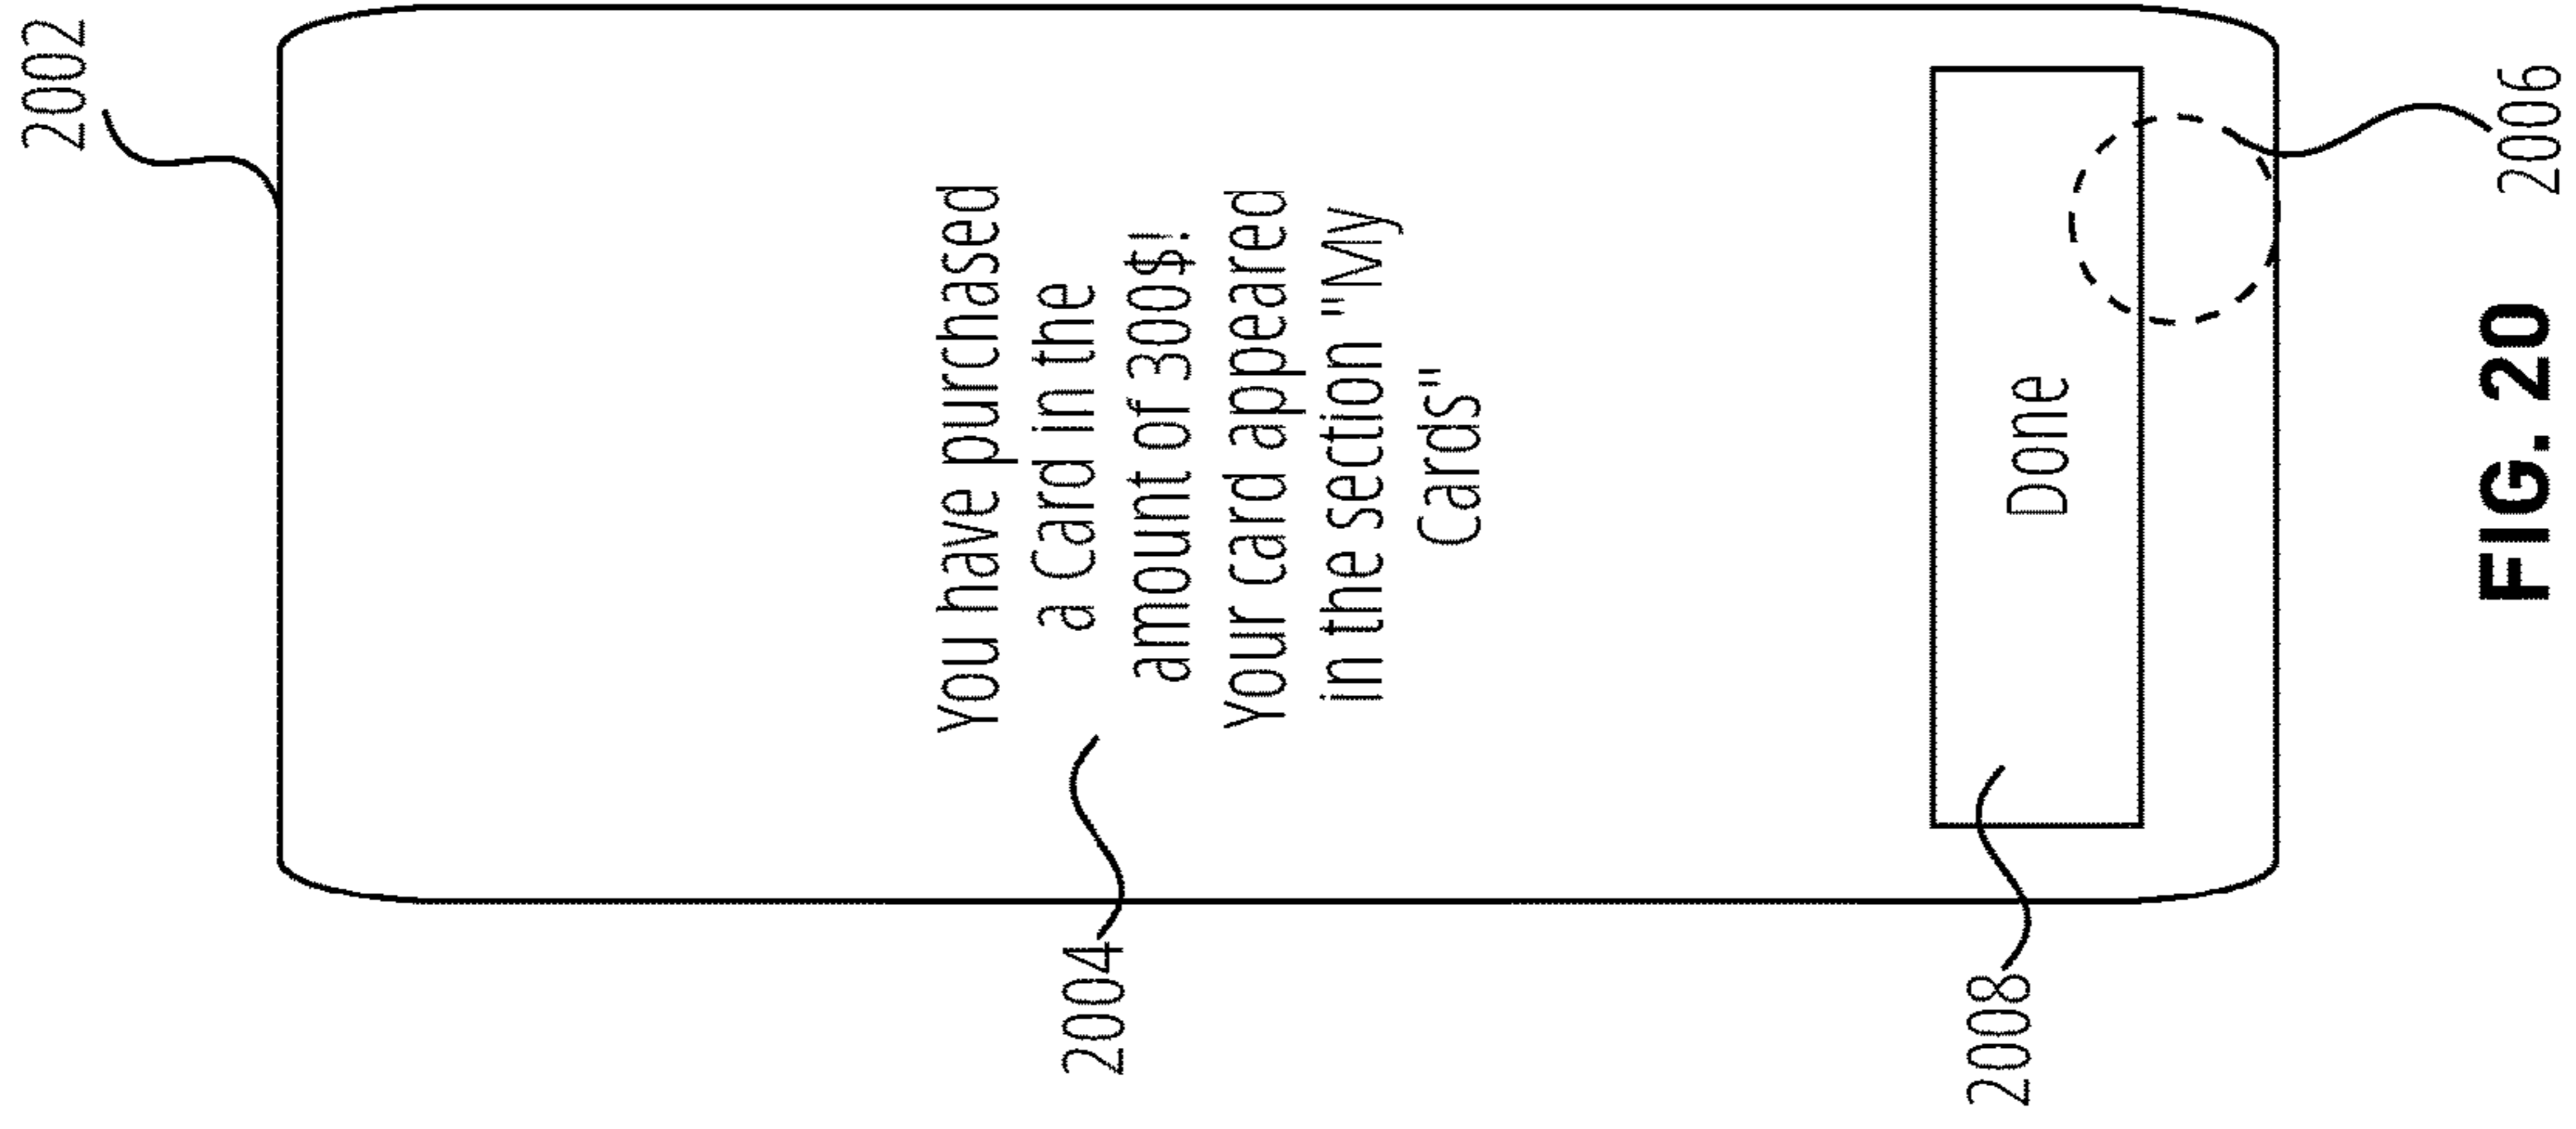 2002
You have purchased
a Card in the
amount of 300$!
Your card appeared
in the section "My
Cards"
2004
Done
2008
2006
FIG. 20